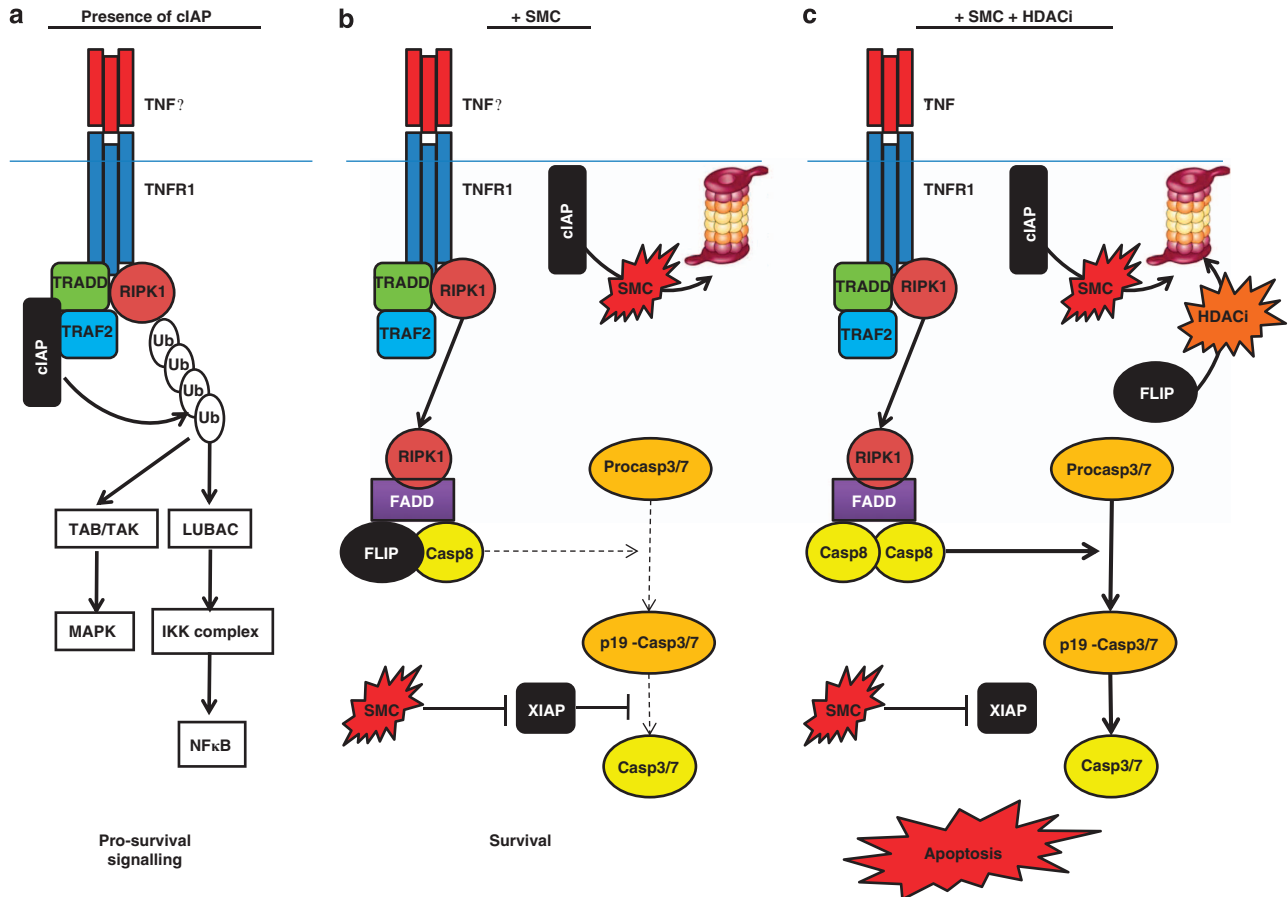 a
Presence of cIAP
TNF?
TNFR1
TRADD
RIPK1
TRAF2
cIAP
Ub
Ub
Ub
Ub
TAB/TAK
LUBAC
MAPK
IKK complex
NFκB
Pro-survival
signalling
b
+ SMC
TNF?
TNFR1
cIAP
SMC
TRADD
RIPK1
TRAF2
RIPK1
FADD
FLIP
Casp8
Procasp3/7
p19 -Casp3/7
SMC
XIAP
Casp3/7
Survival
c
+ SMC + HDACi
TNF
TNFR1
cIAP
SMC
HDACi
FLIP
TRADD
RIPK1
TRAF2
RIPK1
FADD
Casp8
Casp8
Procasp3/7
p19 -Casp3/7
SMC
XIAP
Casp3/7
Apoptosis